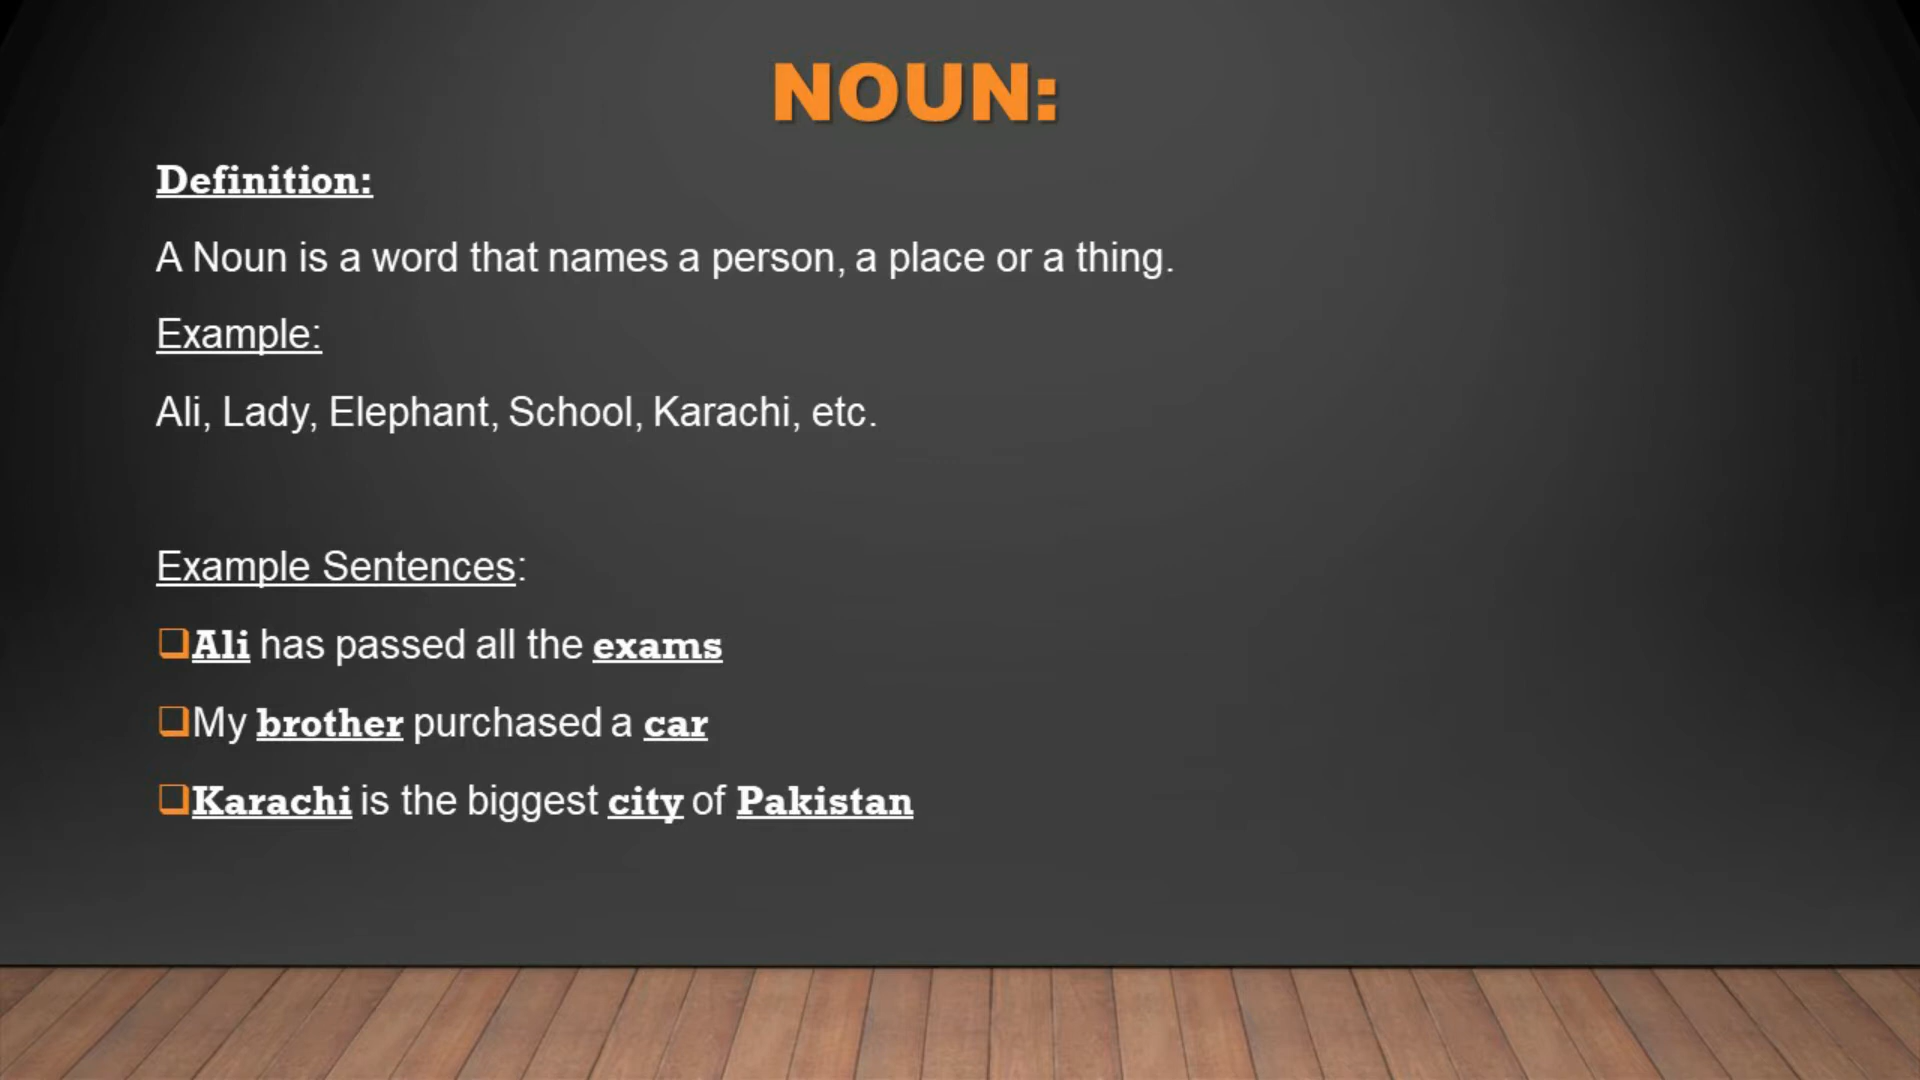 NOUN:
Definition:
A Noun is a word that names a person, a place or a thing.
Example:
Ali, Lady, Elephant, School, Karachi, etc.
Example Sentences:
Ali has passed all the exams
My brother purchased a car
Karachi is the biggest city of Pakistan